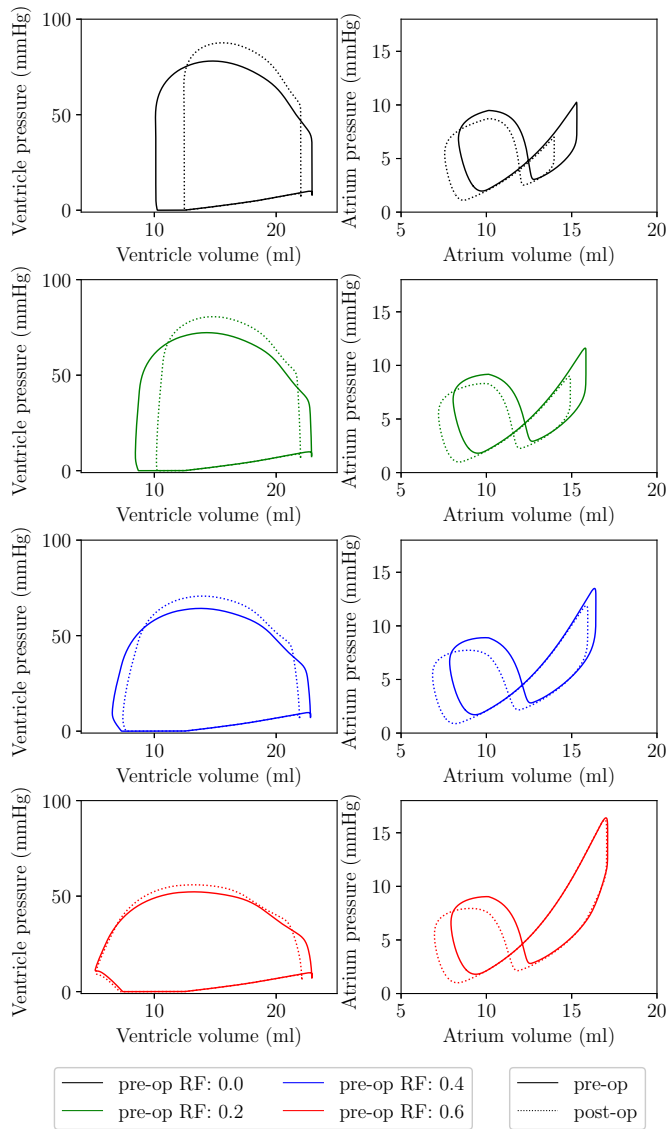 Ventricle pressure (mmHg)
100
50
0
10
20
Ventricle volume (ml)
Atrium pressure (mmHg)
15
10
5
0
5
10
15
20
Atrium volume (ml)
Ventricle pressure (mmHg)
100
50
0
10
20
Ventricle volume (ml)
Atrium pressure (mmHg)
15
10
5
0
5
10
15
20
Atrium volume (ml)
Ventricle pressure (mmHg)
100
50
0
10
20
Ventricle volume (ml)
Atrium pressure (mmHg)
15
10
5
0
5
10
15
20
Atrium volume (ml)
Ventricle pressure (mmHg)
100
50
0
10
20
Ventricle volume (ml)
Atrium pressure (mmHg)
15
10
5
0
5
10
15
20
Atrium volume (ml)
pre-op RF: 0.0
pre-op RF: 0.2
pre-op RF: 0.4
pre-op RF: 0.6
pre-op
post-op